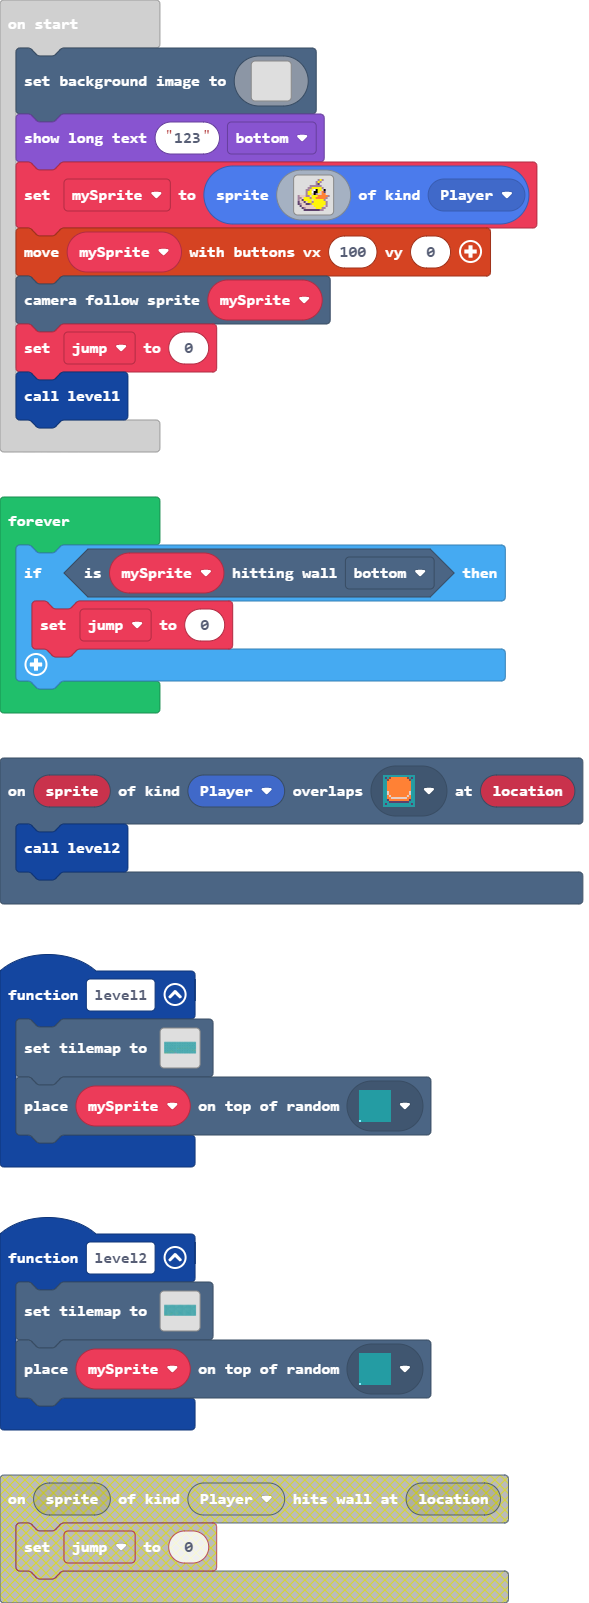 on start
set background image to
show long text "123" bottom
set mySprite to sprite of kind Player
move mySprite with buttons vx 100 vy 0
camera follow sprite mySprite
set jump to 0
call level1
forever
if is mySprite hitting wall bottom then
set jump to 0
on sprite of kind Player overlaps at location
call level2
function level1
set tilemap to
place mySprite on top of random
function level2
set tilemap to
place mySprite on top of random
on sprite of kind Player hits wall at location
set jump to 0